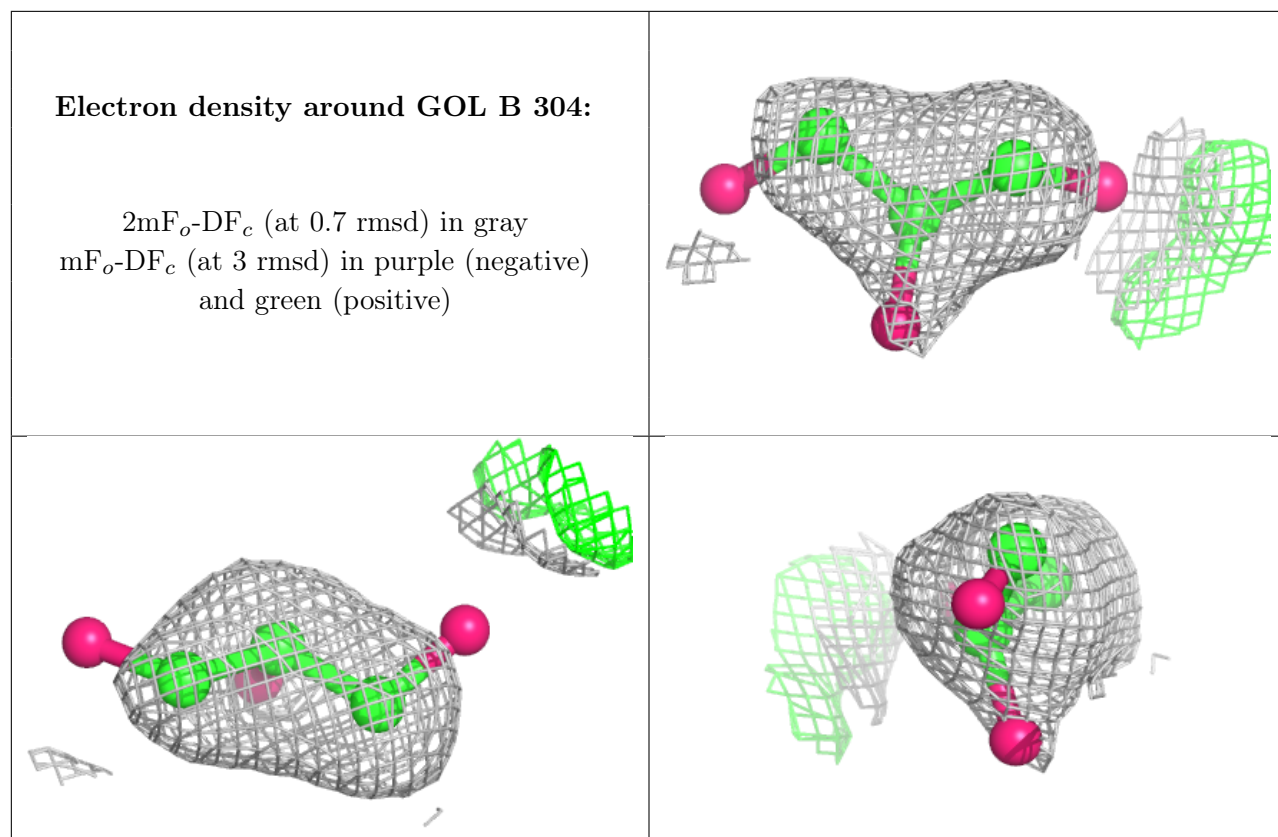 Electron density around GOL B 304:
2mFₒ-DF𝒸 (at 0.7 rmsd) in gray
mFₒ-DF𝒸 (at 3 rmsd) in purple (negative)
and green (positive)